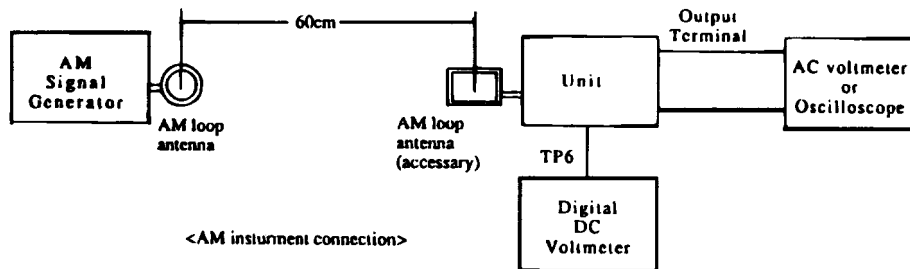 60cm
AM
Signal
Generator
AM loop
antenna
AM loop
antenna
(accessary)
Unit
Output
Terminal
AC voltmeter
or
Oscilloscope
TP6
Digital
DC
Voltmeter
<AM insturment connection>